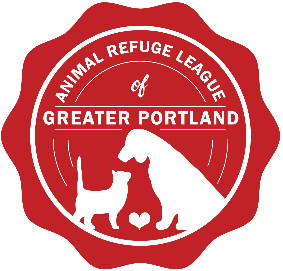 ANIMAL REFUGE LEAGUE
of
GREATER PORTLAND